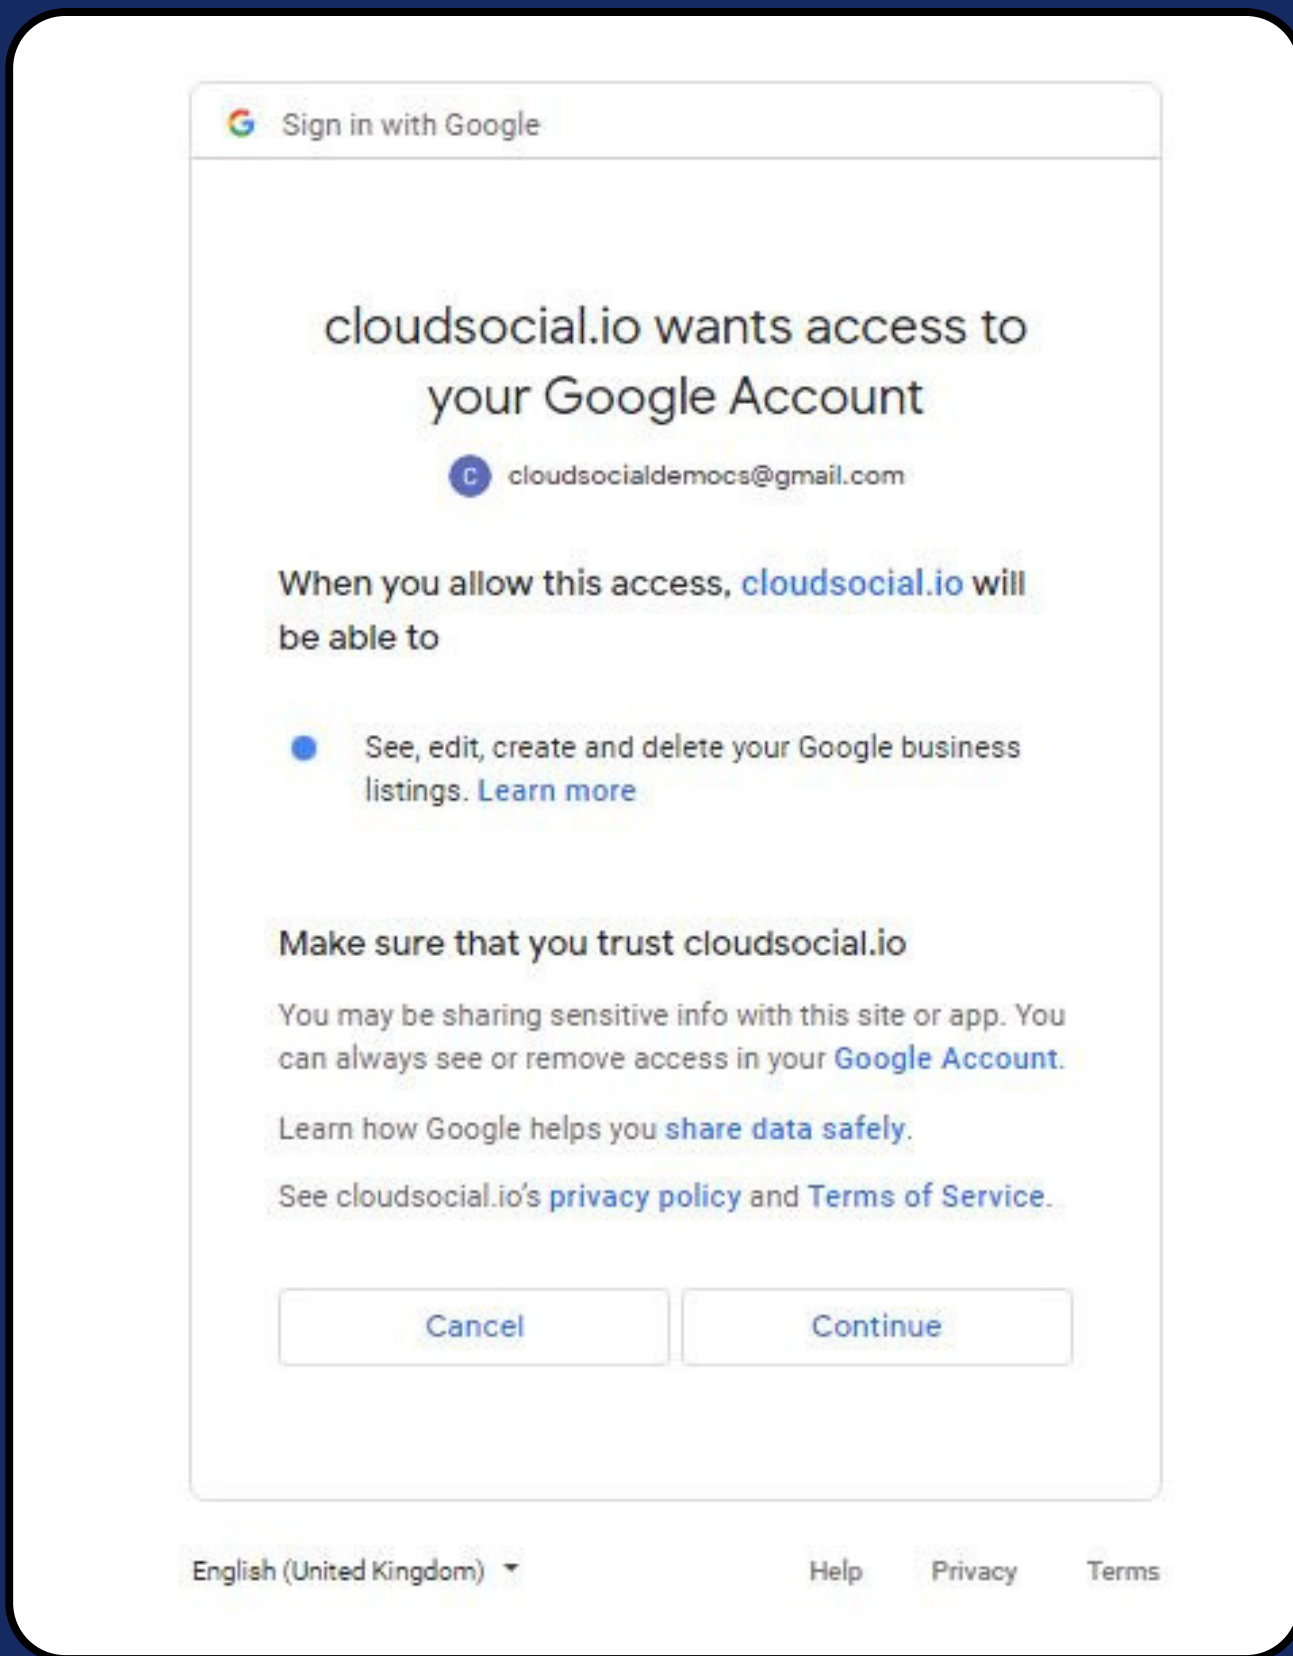 Sign in with Google
cloudsocial.io wants access to
your Google Account
C cloudsocialdemocs@gmail.com
When you allow this access, cloudsocial.io will
be able to
See, edit, create and delete your Google business
listings. Learn more
Make sure that you trust cloudsocial.io
You may be sharing sensitive info with this site or app. You
can always see or remove access in your Google Account.
Learn how Google helps you share data safely.
See cloudsocial.io's privacy policy and Terms of Service.
Cancel Continue
English (United Kingdom) Help Privacy Terms